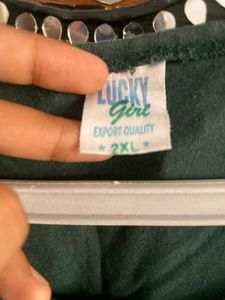 LUCKY
Girl
EXPORT QUALITY
* 2XL *